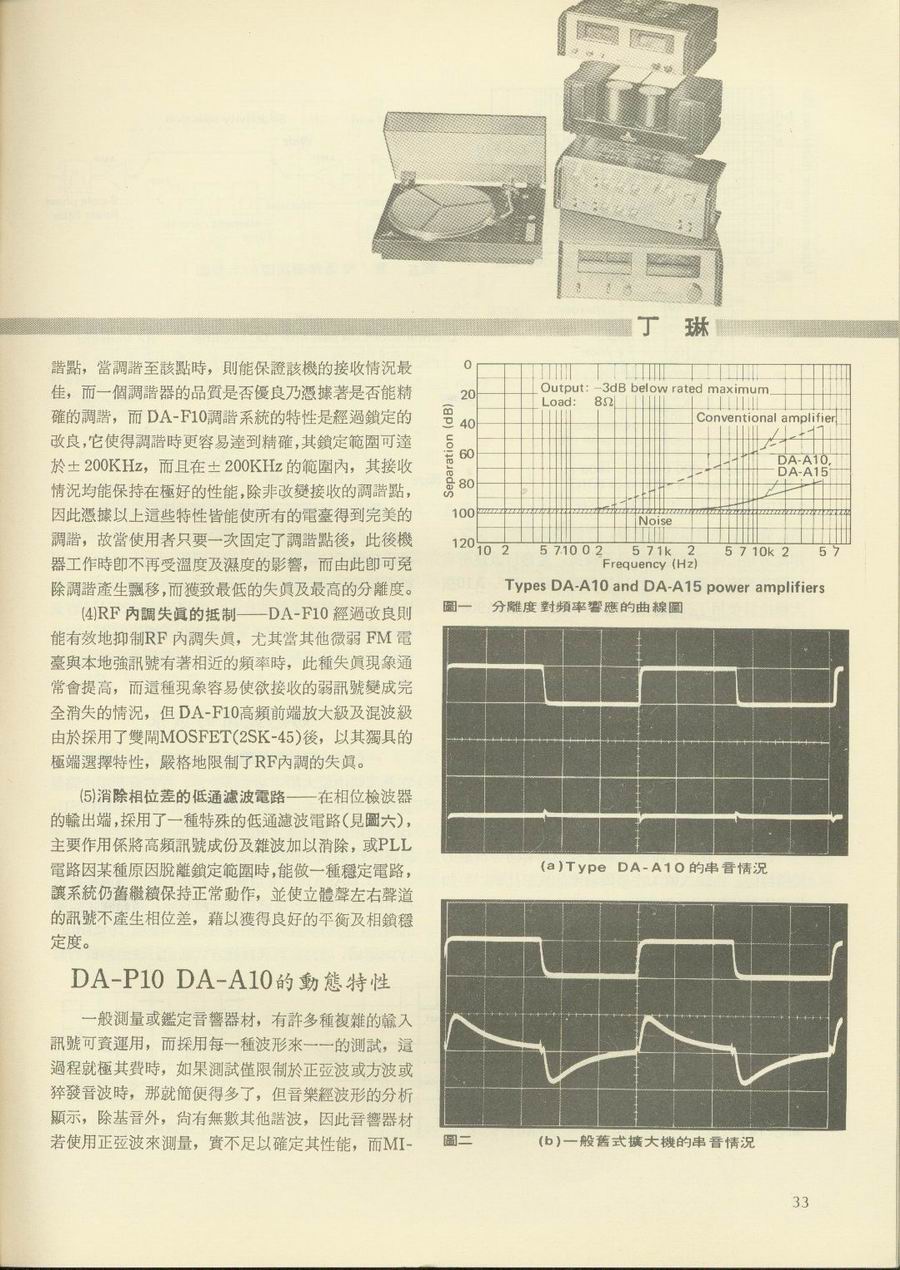 丁 琳
諧點，當調諧至該點時，則能保證該機的接收情況最
佳，而一個調諧器的品質是否優良乃憑據著是否能精
確的調諧，而 DA-F10調諧系統的特性是經過鎖定的
改良，它使得調諧時更容易達到精確，其鎖定範圍可達
於± 200KHz，而且在± 200KHz 的範圍內，其接收
情況均能保持在極好的性能，除非改變接收的調諧點，
因此憑據以上這些特性皆能使所有的電臺得到完美的
調諧，故當使用者只要一次固定了調諧點後，此後機
器工作時卽不再受溫度及濕度的影響，而由此卽可免
除調諧產生飄移，而獲致最低的失眞及最高的分離度。
⑷RF 內調失眞的抵制——DA-F10 經過改良則
能有效地抑制RF 內調失眞，尤其當其他微弱 FM 電
臺與本地強訊號有著相近的頻率時，此種失眞現象通
常會提高，而這種現象容易使欲接收的弱訊號變成完
全消失的情況，但 DA-F10高頻前端放大級及混波級
由於採用了雙閘MOSFET(2SK-45)後，以其獨具的
極端選擇特性，嚴格地限制了RF內調的失眞。
⑸消除相位差的低通濾波電路——在相位檢波器
的輸出端，採用了一種特殊的低通濾波電路(見圖六)，
主要作用係將高頻訊號成份及雜波加以消除，或PLL
電路因某種原因脫離鎖定範圍時，能做一種穩定電路，
讓系統仍舊繼續保持正常動作，並使立體聲左右聲道
的訊號不產生相位差，藉以獲得良好的平衡及相鎖穩
定度。
DA-P10 DA-A10的動態特性
一般測量或鑑定音響器材，有許多種複雜的輸入
訊號可資運用，而採用每一種波形來一一的測試，這
過程就極其費時，如果測試僅限制於正弦波或方波或
猝發音波時，那就簡便得多了，但音樂經波形的分析
顯示，除基音外，尙有無數其他諧波，因此音響器材
若使用正弦波來測量，實不足以確定其性能，而MI-
Separation (dB)
0
20
40
60
80
100
120
Output: –3dB below rated maximum
Load: 8Ω
Conventional amplifier
DA-A10,
DA-A15
Noise
10 2 5 7 10 0 2 5 7 1k 2 5 7 10k 2 5 7
Frequency (Hz)
Types DA-A10 and DA-A15 power amplifiers
圖一 分離度對頻率響應的曲線圖
(a)Type DA-A10的串音情況
圖二 (b)一般舊式擴大機的串音情況
33